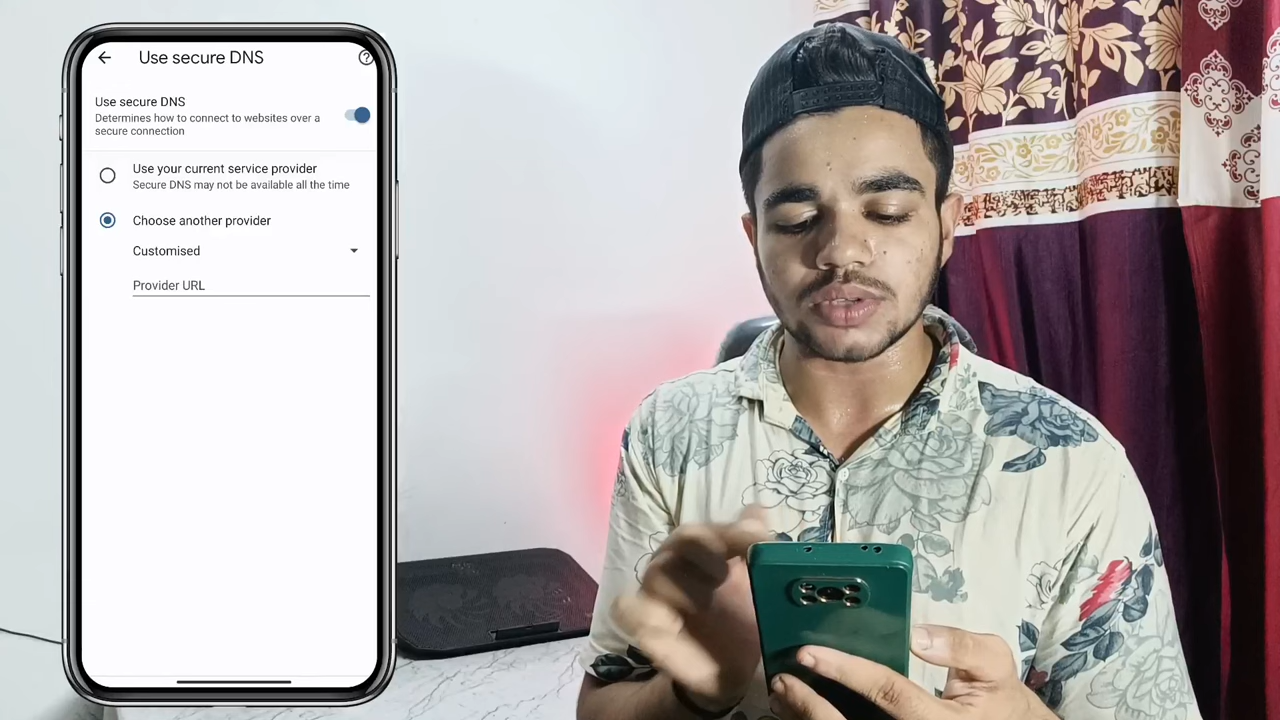 Use secure DNS
Use secure DNS
Determines how to connect to websites over a
secure connection
Use your current service provider
Secure DNS may not be available all the time
Choose another provider
Customised
Provider URL